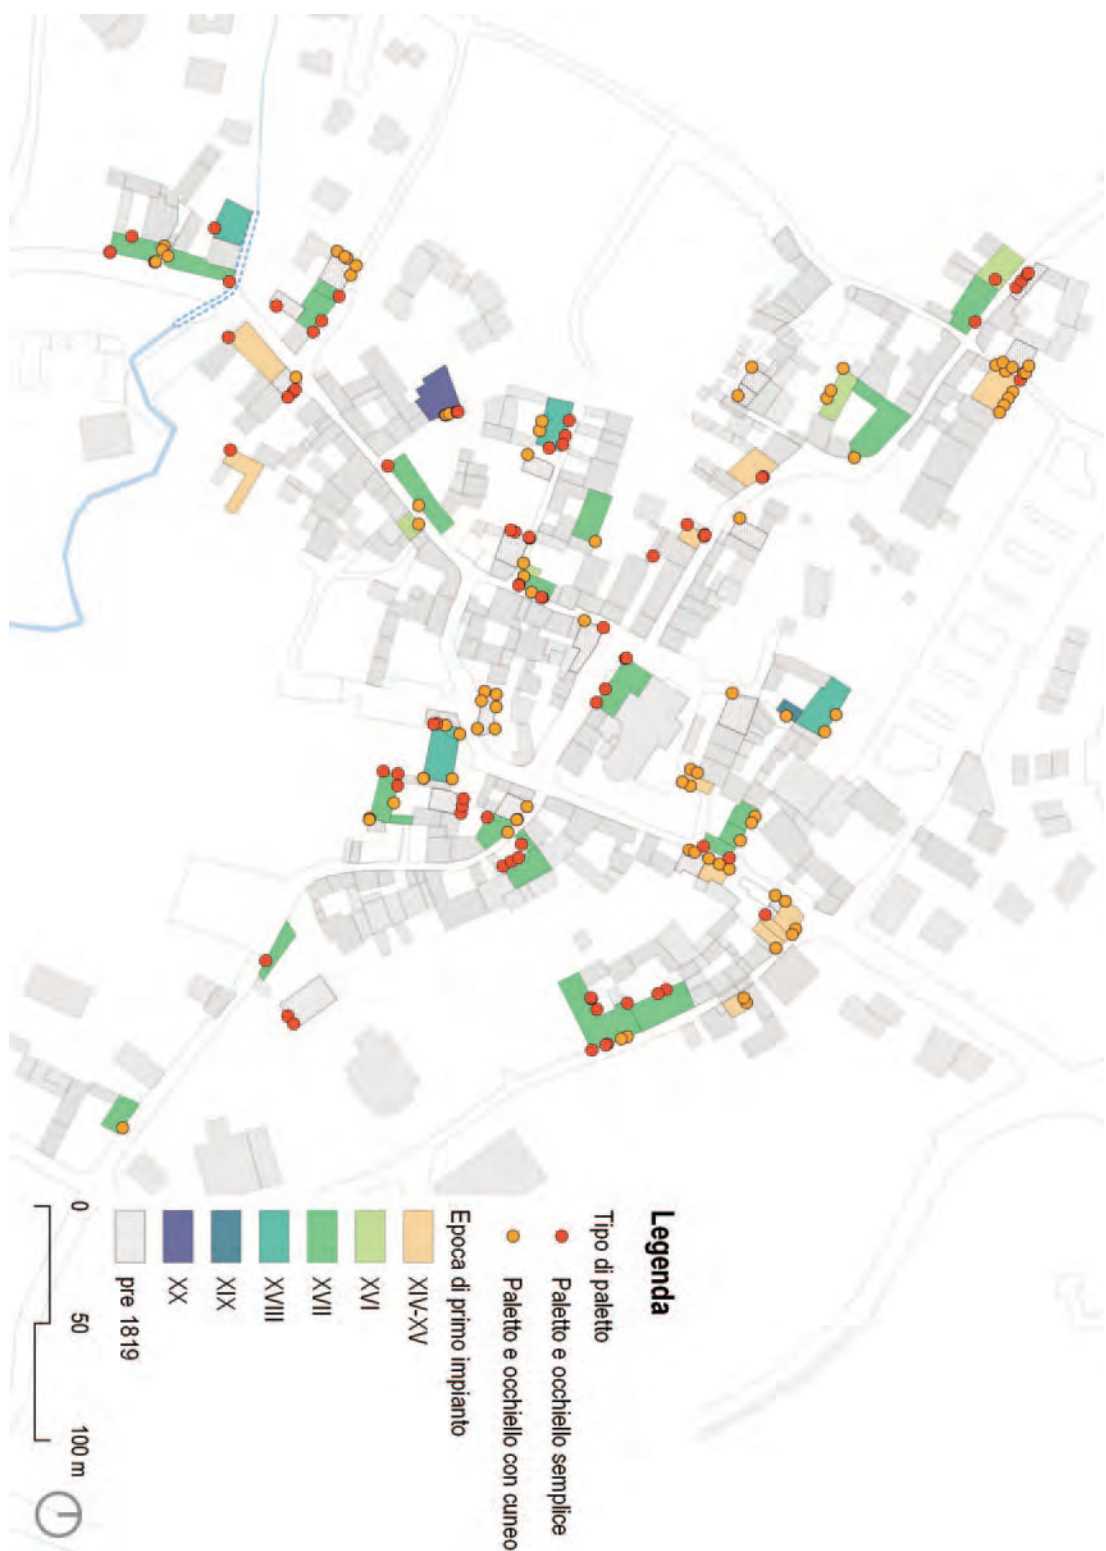 Legenda
Tipo di paletto
Paletto e occhiello semplice
Paletto e occhiello con cuneo
Epoca di primo impianto
XIV-XV
XVI
XVII
XVIII
XIX
XX
pre 1819
0 50 100 m